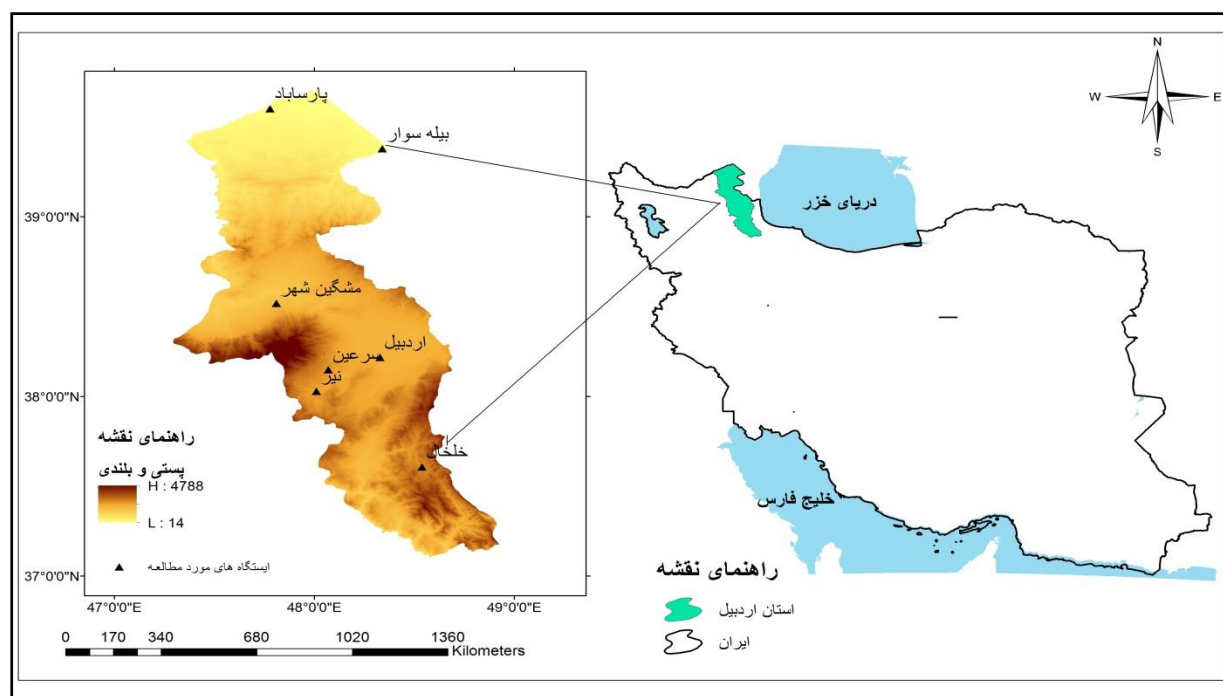 پارساباد
بیله سوار
39°0'0"N
مشگین شهر
اردبیل
سرعین
نیر
38°0'0"N
خلخال
راهنمای نقشه
پستی و بلندی
H : 4788
L : 14
ایستگاه های مورد مطالعه
37°0'0"N
47°0'0"E
48°0'0"E
49°0'0"E
0 170 340 680 1020 1360
Kilometers
N
W
E
S
دریای خزر
خلیج فارس
راهنمای نقشه
استان اردبیل
ایران